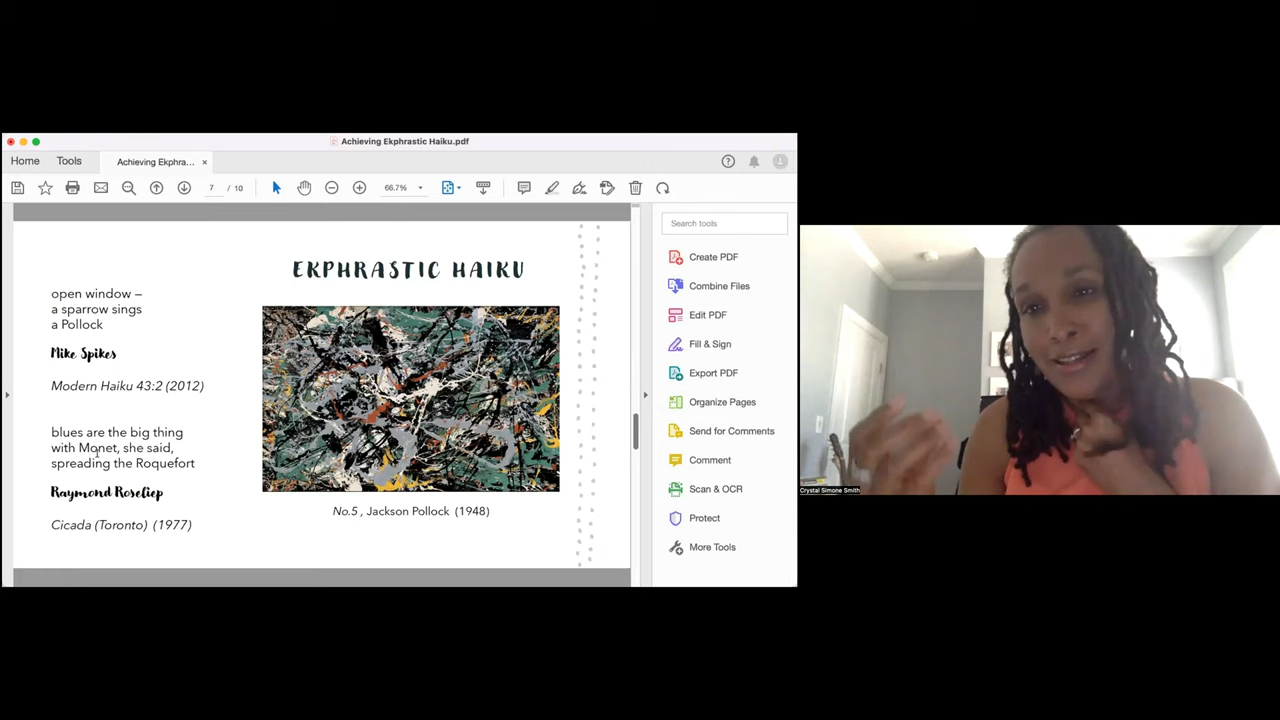 Achieving Ekphrastic Haiku.pdf
Home
Tools
Achieving Ekphra...
7 / 10
66.7%
Search tools
Create PDF
Combine Files
Edit PDF
Fill & Sign
Export PDF
Organize Pages
Send for Comments
Comment
Scan & OCR
Protect
More Tools
EKPHRASTIC HAIKU
open window –
a sparrow sings
a Pollock
Mike Spikes
Modern Haiku 43:2 (2012)
blues are the big thing
with Monet, she said,
spreading the Roquefort
Raymond Roseliep
Cicada (Toronto) (1977)
No.5 , Jackson Pollock (1948)
Crystal Simone Smith